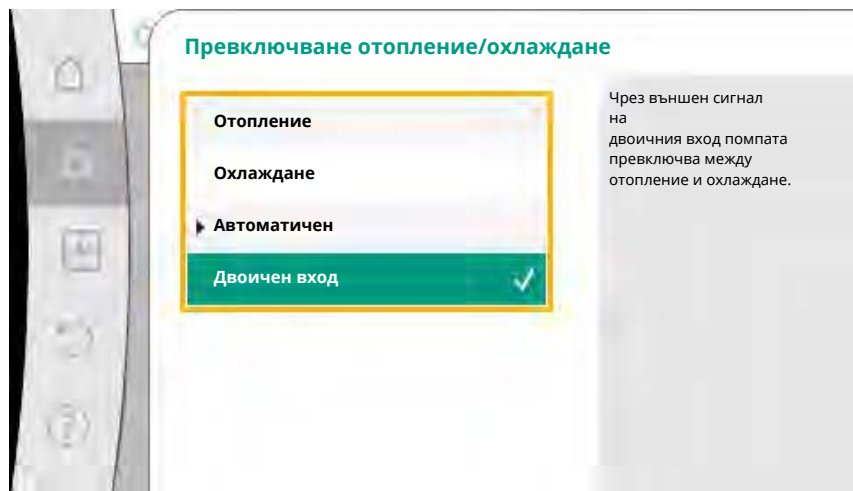 Превключване отопление/охлаждане
Отопление
Охлаждане
Автоматичен
Двоичен вход
Чрез външен сигнал
на
двоичния вход помпата
превключва между
отопление и охлаждане.